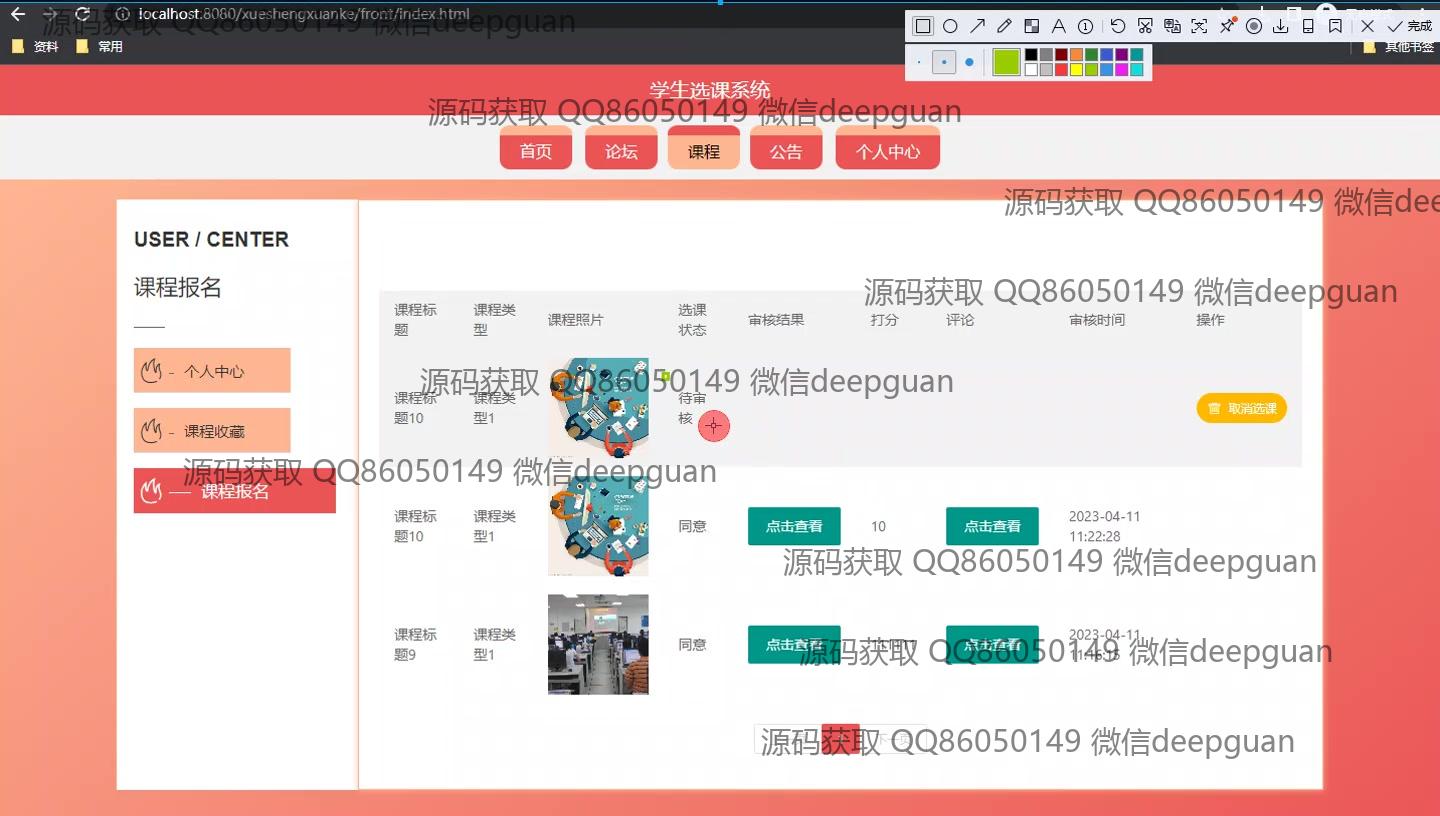 localhost:8080/xueshengxuanke/front/index.html
源码获取 QQ86050149 微信deepguan
资料
常用
完成
其他书签
学生选课系统
源码获取 QQ86050149 微信deepguan
首页
论坛
课程
公告
个人中心
源码获取 QQ86050149 微信dee
USER / CENTER
课程报名
个人中心
课程收藏
课程报名
源码获取 QQ86050149 微信deepguan
课程标题
课程类型
课程照片
选课状态
审核结果
打分
评论
审核时间
操作
源码获取 QQ86050149 微信deepguan
课程标题10
课程类型1
待审核
取消选课
源码获取 QQ86050149 微信deepguan
课程标题10
课程类型1
同意
点击查看
10
点击查看
2023-04-11
11:22:28
源码获取 QQ86050149 微信deepguan
课程标题9
课程类型1
同意
点击查看
点击查看
2023-04-11
源码获取 QQ86050149 微信deepguan
源码获取 QQ86050149 微信deepguan